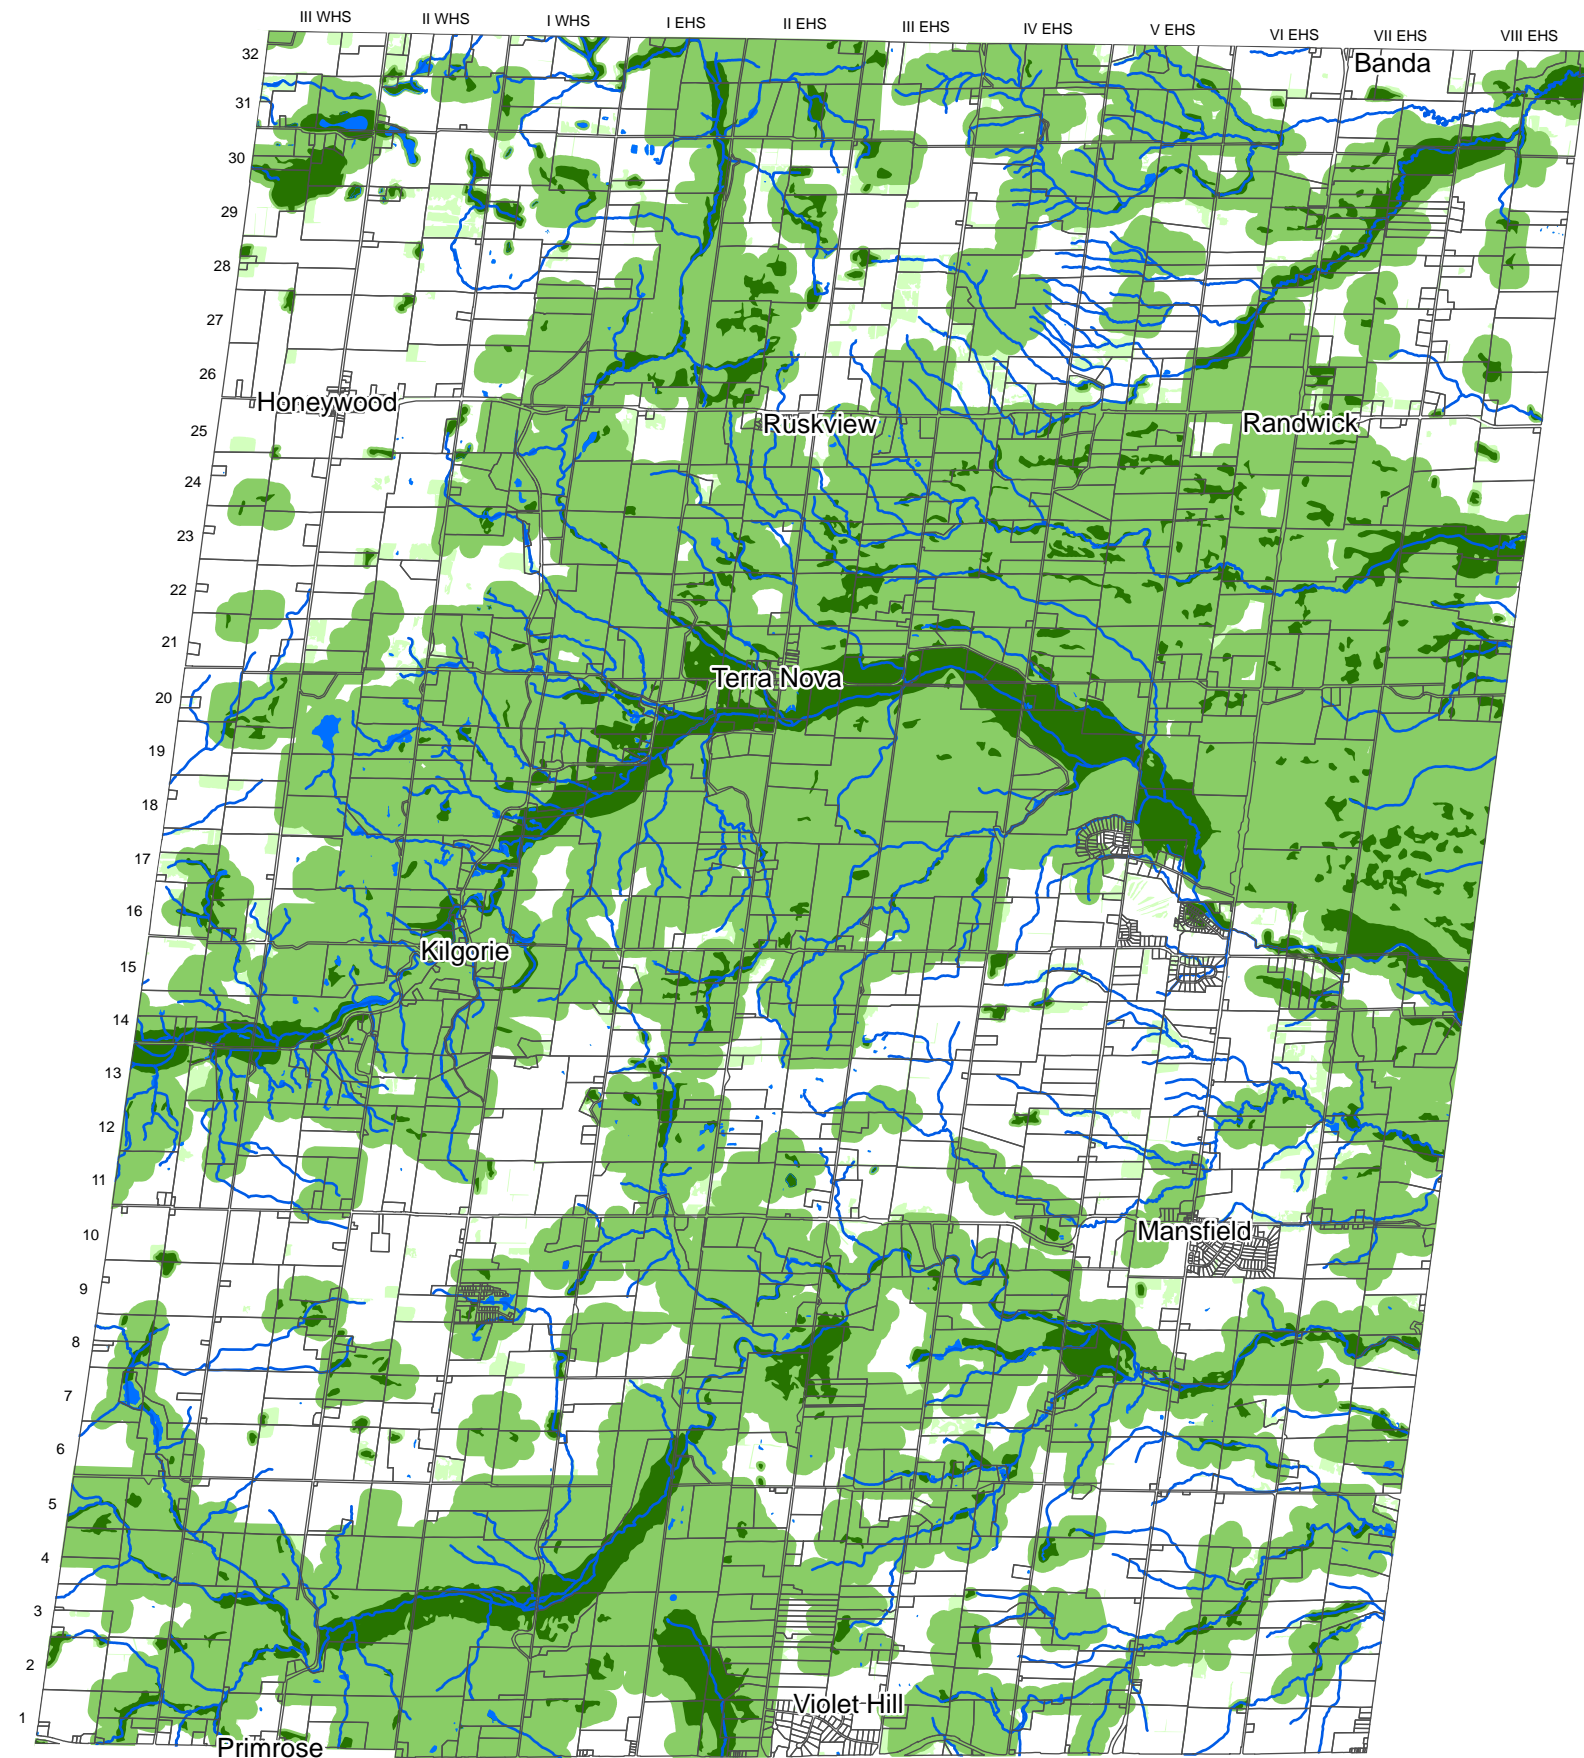 III WHS
II WHS
I WHS
I EHS
II EHS
III EHS
IV EHS
V EHS
VI EHS
VII EHS
VIII EHS
32
Banda
31
30
29
28
27
26
Honeywood
25
Ruskview
Randwick
24
23
22
21
Terra Nova
20
19
18
17
16
Kilgorie
15
14
13
12
11
10
Mansfield
9
8
7
6
5
4
3
2
Violet Hill
1
Primrose